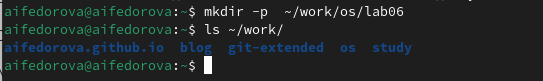 aifedorova@aifedorova:~$ mkdir -p  ~/work/os/lab06
aifedorova@aifedorova:~$ ls ~/work/
aifedorova.github.io  blog  git-extended  os  study
aifedorova@aifedorova:~$